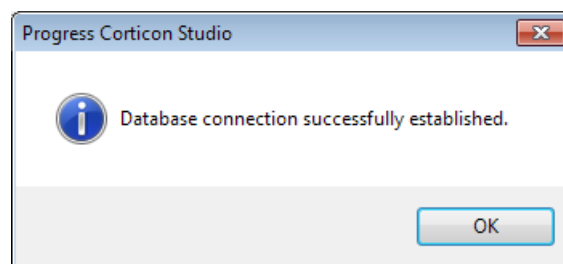 Progress Corticon Studio
Database connection successfully established.
OK